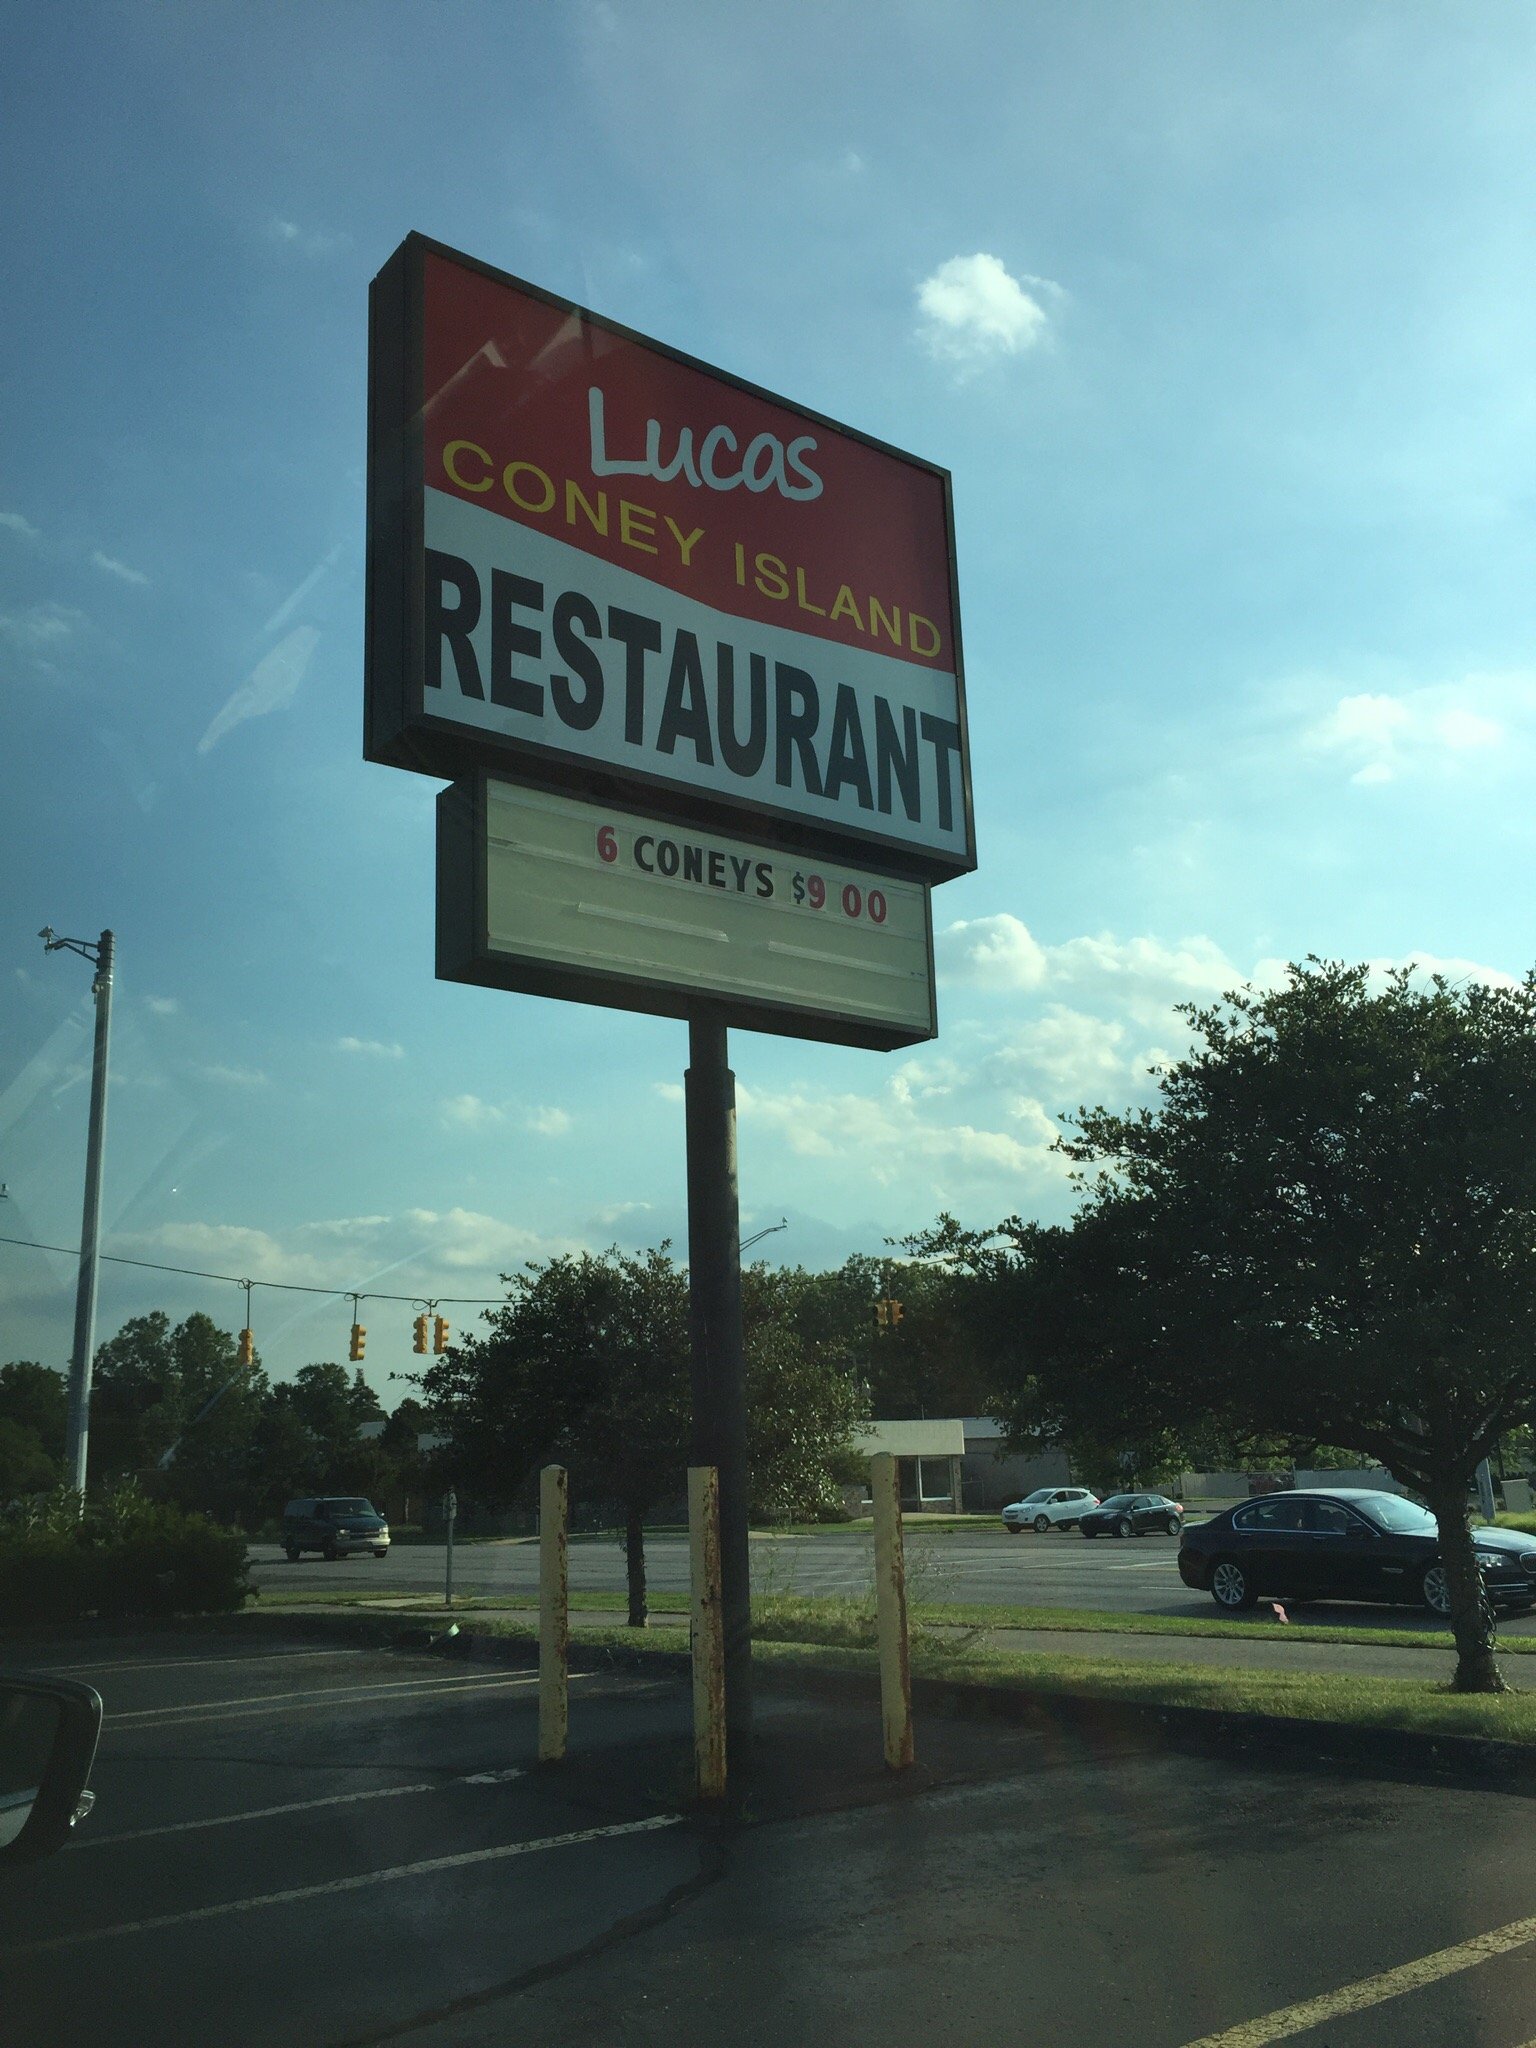 Lucas
CONEY ISLAND
RESTAURANT
6 CONEYS $9 00